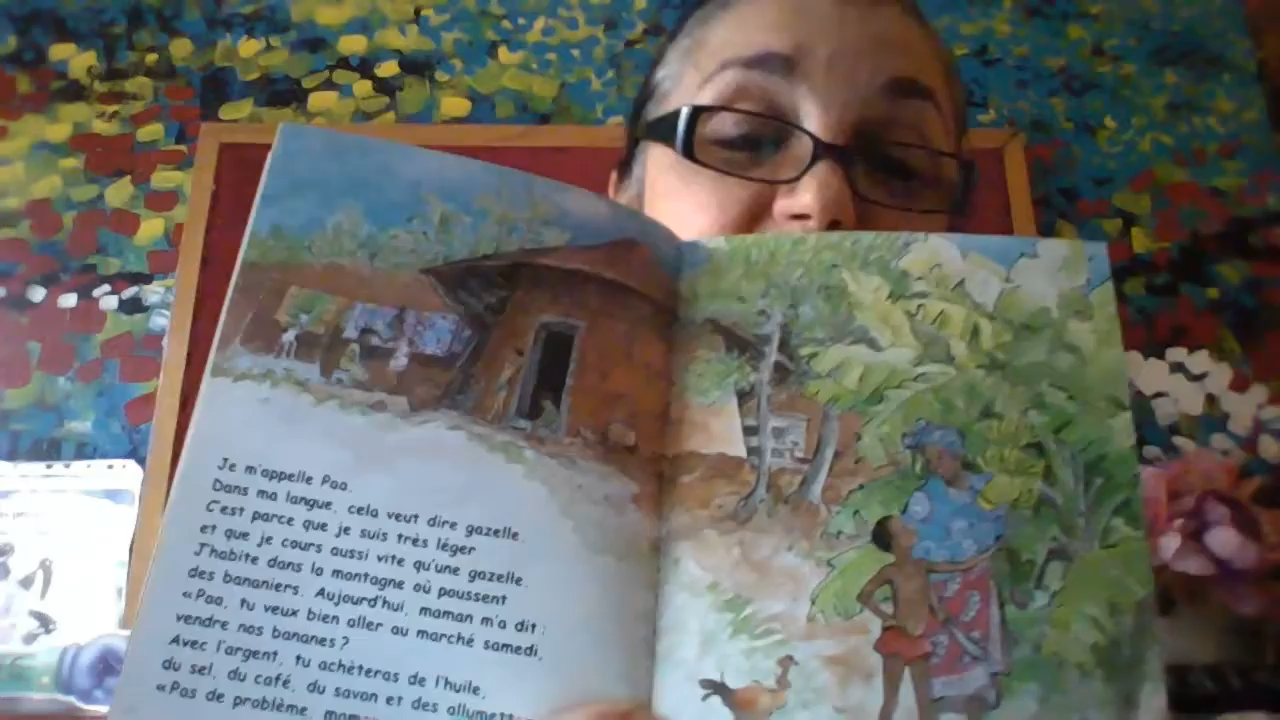 Je m'appelle Paa.
Dans ma langue, cela veut dire gazelle.
C'est parce que je suis très léger
et que je cours aussi vite qu'une gazelle.
J'habite dans la montagne où poussent
des bananiers. Aujourd'hui, maman m'a dit :
«Paa, tu veux bien aller au marché samedi,
vendre nos bananes ?
Avec l'argent, tu achèteras de l'huile,
du sel, du café, du savon et des
«Pas de problème,